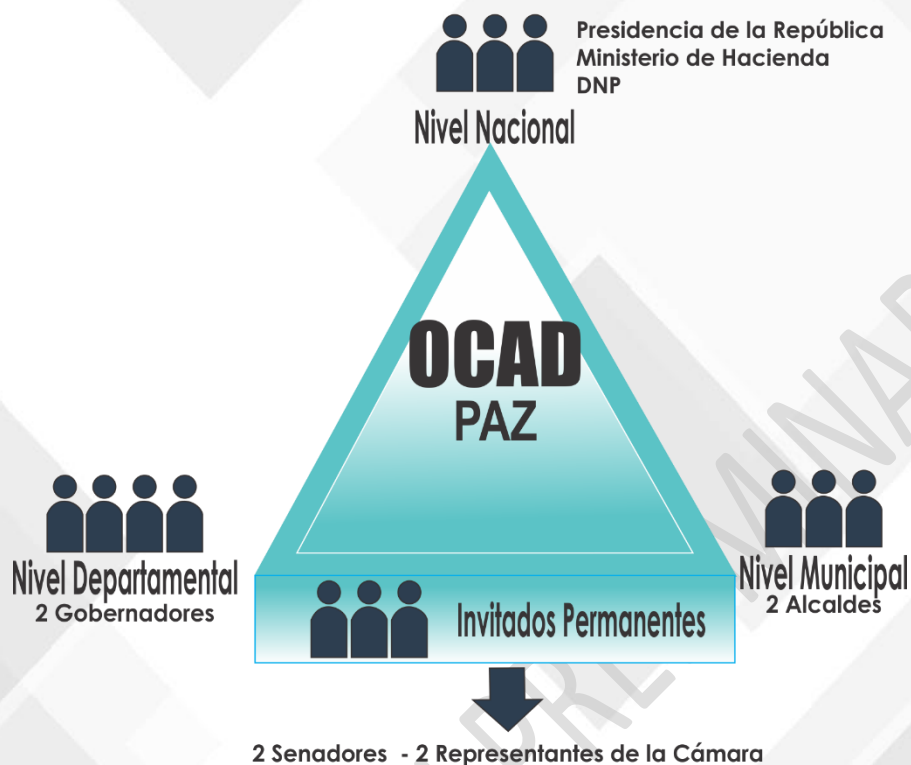 Presidencia de la República
Ministerio de Hacienda
DNP
Nivel Nacional
OCAD
PAZ
Nivel Departamental
2 Gobernadores
Nivel Municipal
2 Alcaldes
Invitados Permanentes
2 Senadores - 2 Representantes de la Cámara